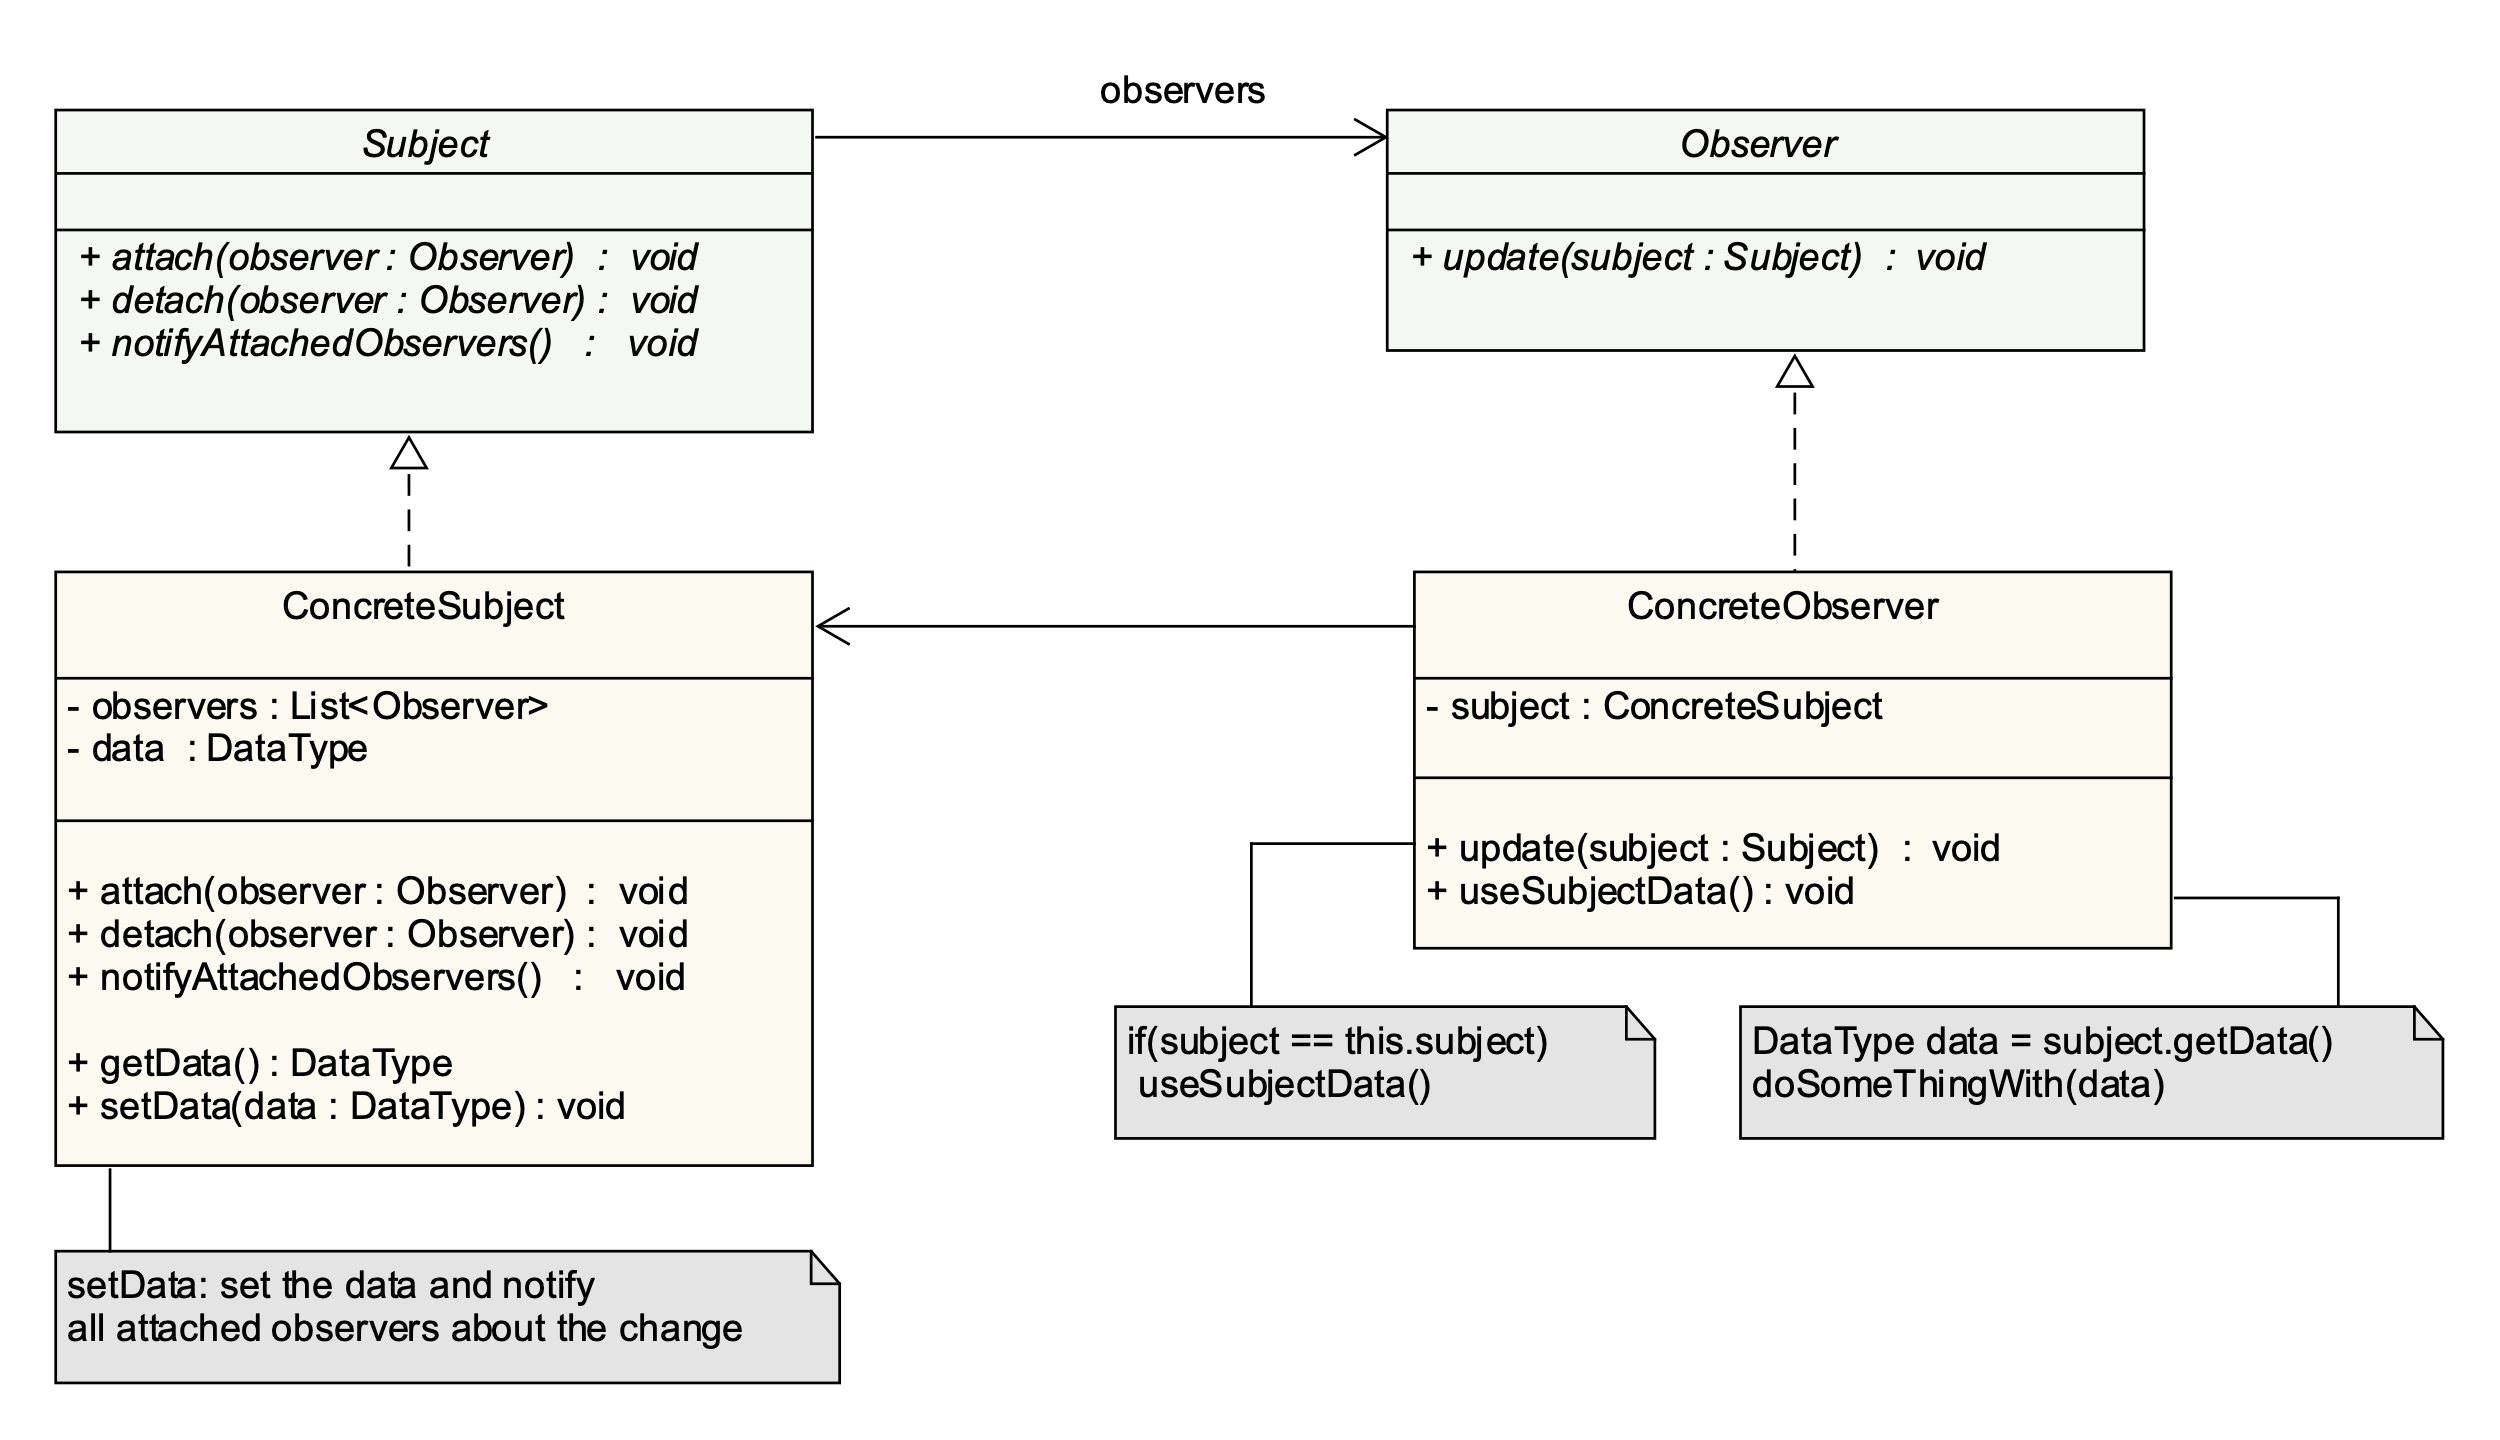 observers
Subject
+ attach(observer : Observer) : void
+ detach(observer : Observer) : void
+ notifyAttachedObservers() : void
Observer
+ update(subject : Subject) : void
ConcreteSubject
- observers : List<Observer>
- data : DataType
+ attach(observer : Observer) : void
+ detach(observer : Observer) : void
+ notifyAttachedObservers() : void
+ getData() : DataType
+ setData(data : DataType) : void
ConcreteObserver
- subject : ConcreteSubject
+ update(subject : Subject) : void
+ useSubjectData() : void
if(subject == this.subject)
useSubjectData()
DataType data = subject.getData()
doSomeThingWith(data)
setData: set the data and notify
all attached observers about the change